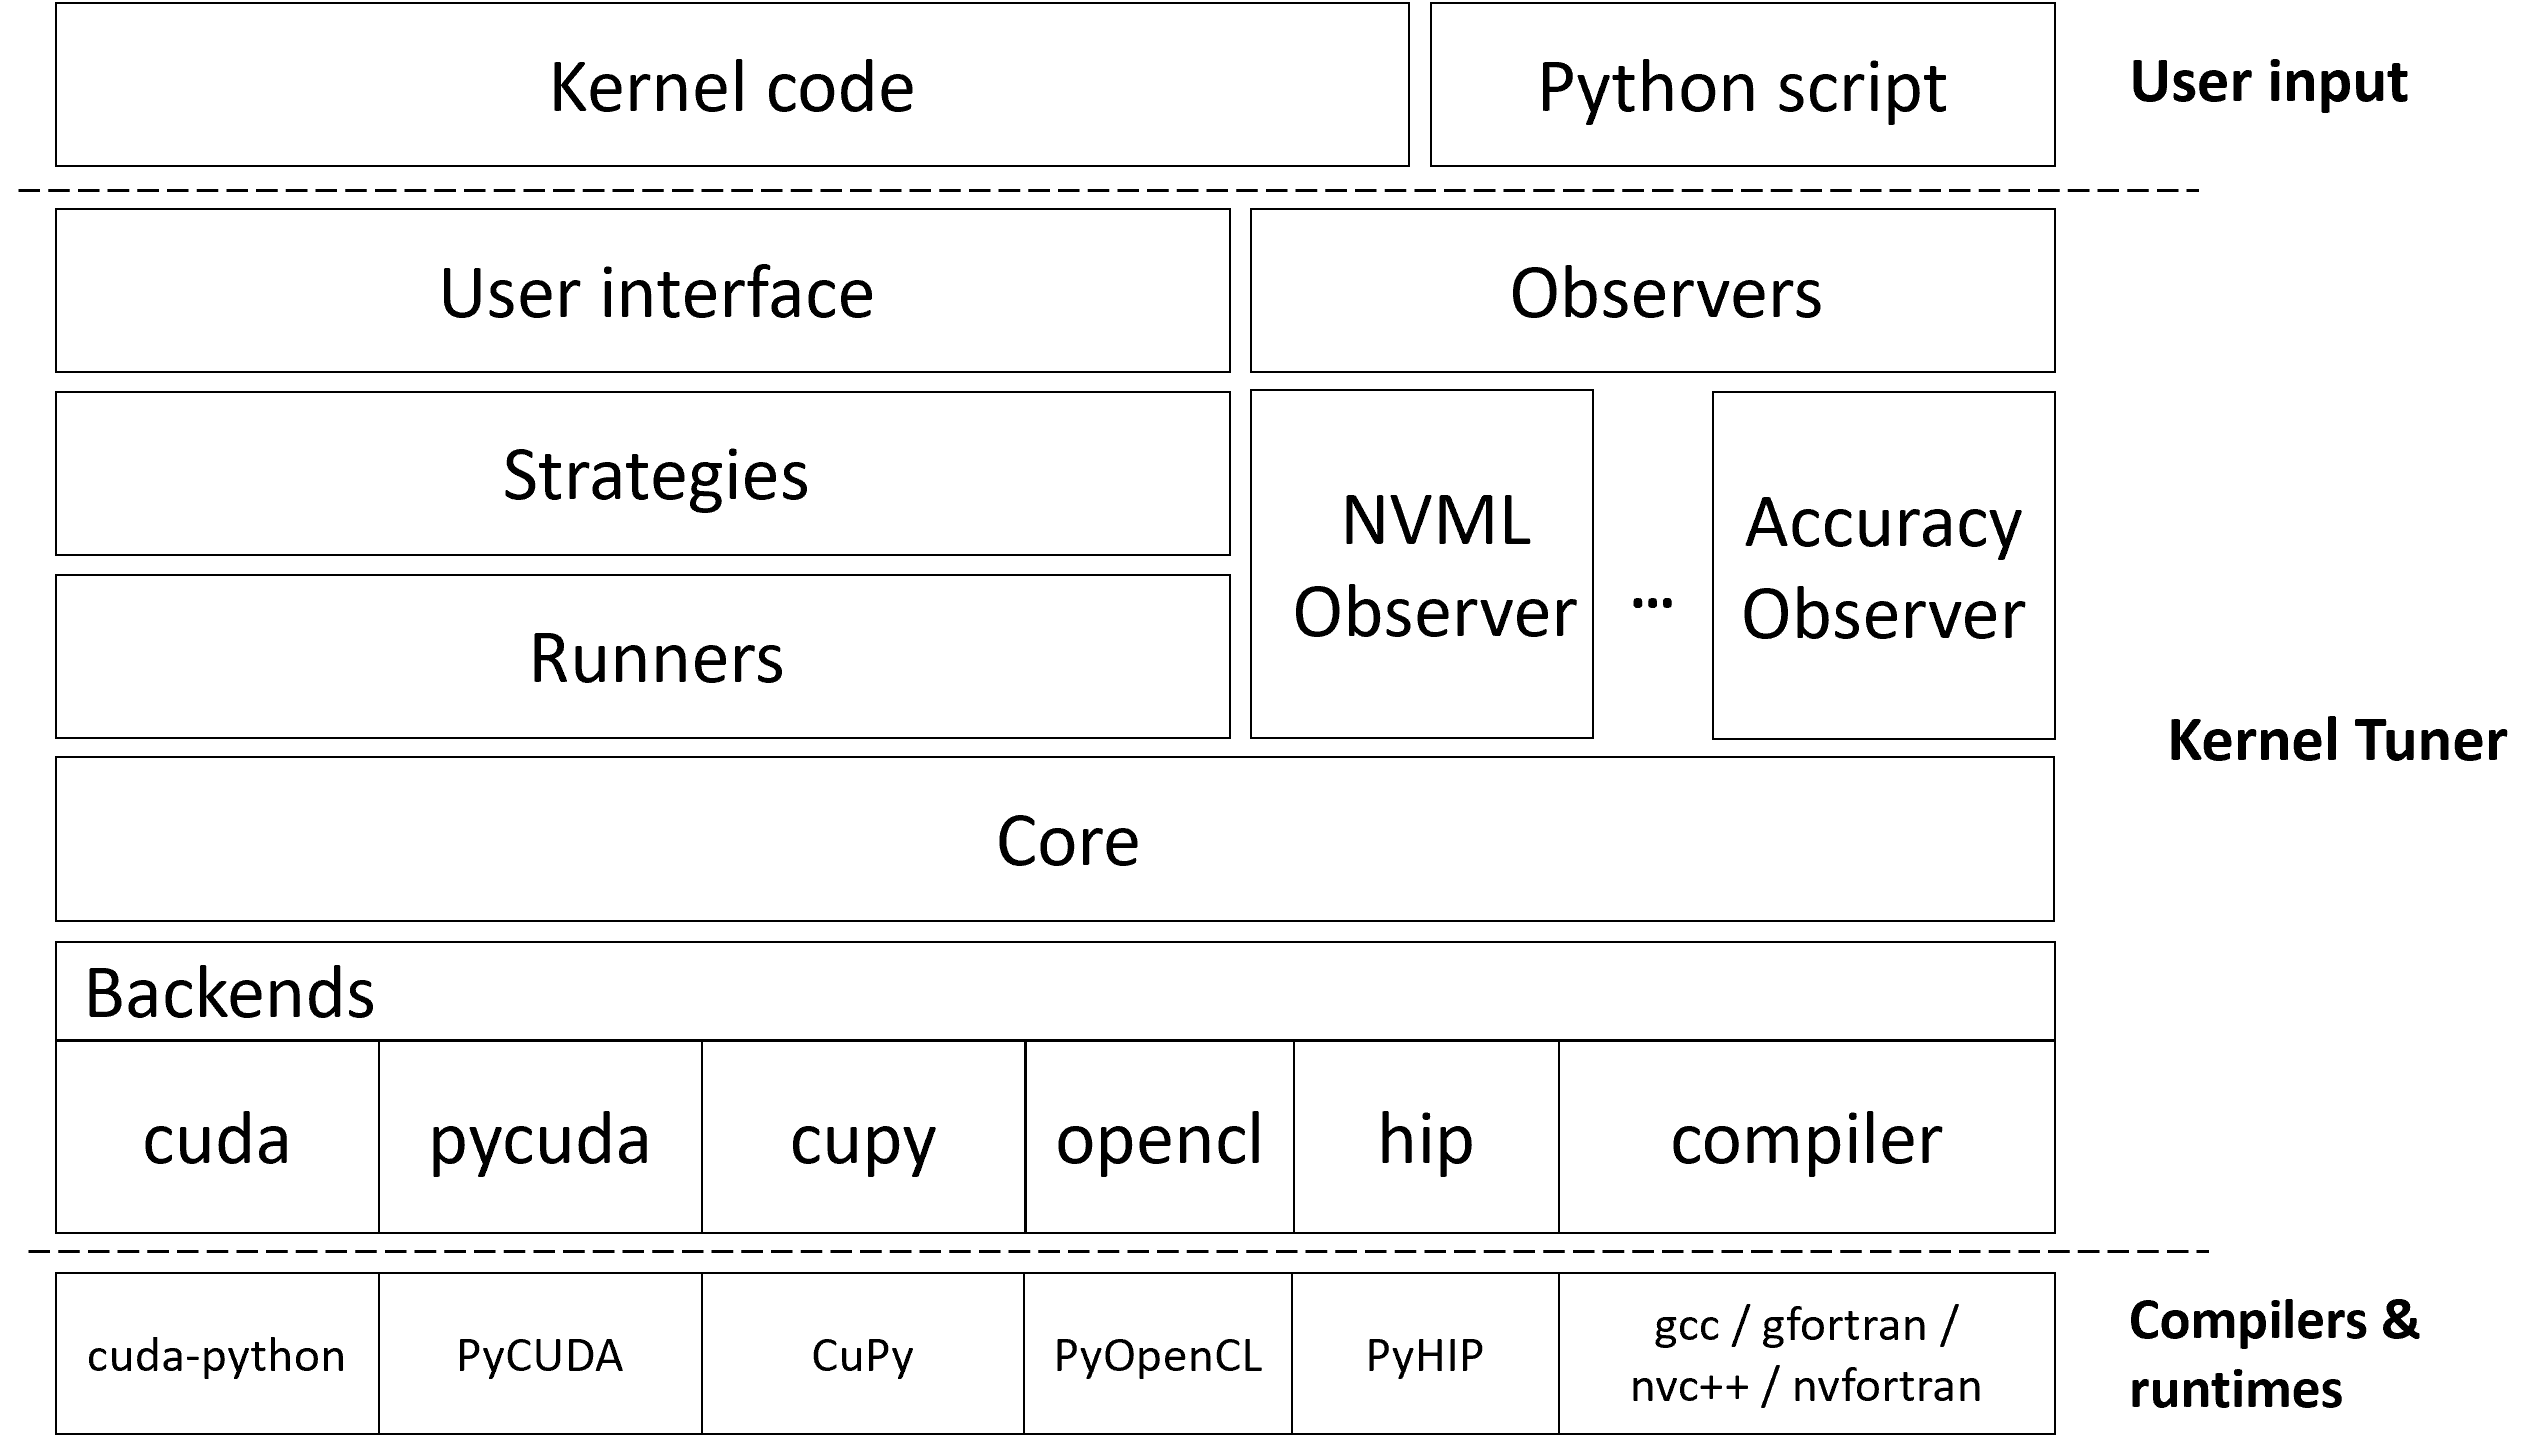 Kernel code
Python script
User input
User interface
Observers
Strategies
NVML
Observer
...
Accuracy
Observer
Runners
Kernel Tuner
Core
Backends
cuda
pycuda
cupy
opencl
hip
compiler
cuda-python
PyCUDA
CuPy
PyOpenCL
PyHIP
gcc / gfortran /
nvc++ / nvfortran
Compilers &
runtimes